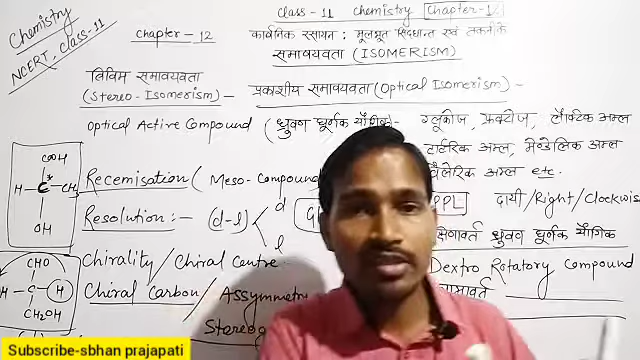 Chemistry
NCERT, Class-11
Class - 11 Chemistry Chapter-12
Chapter - 12 कार्बनिक रसायन : मूलभूत सिद्धान्त एवं तकनीकें
समावयवता (ISOMERISM)
त्रिविम समावयवता
(Stereo-Isomerism) - प्रकाशीय समावयवता (Optical Isomerism) -
Optical Active Compound (ध्रुवण घूर्णक यौगिक) - ग्लूकोज, फ्रक्टोज, लैक्टिक अम्ल
टार्टरिक अम्ल, मेण्डेलिक अम्ल
वैलेरिक अम्ल etc.
COOH
H - C* - CH3
OH
Recemisation (Meso-Compound
Resolution :- (d-l) d l
PPL दायी/Right/Clockwis
ध्रुवण घूर्णक यौगिक
Chirality/Chiral Centre
Dextro Rotatory Compound
Chiral Carbon/Assymmetry
CHO
H - C - H
CH2OH
Stereo
Subscribe-sbhan prajapati